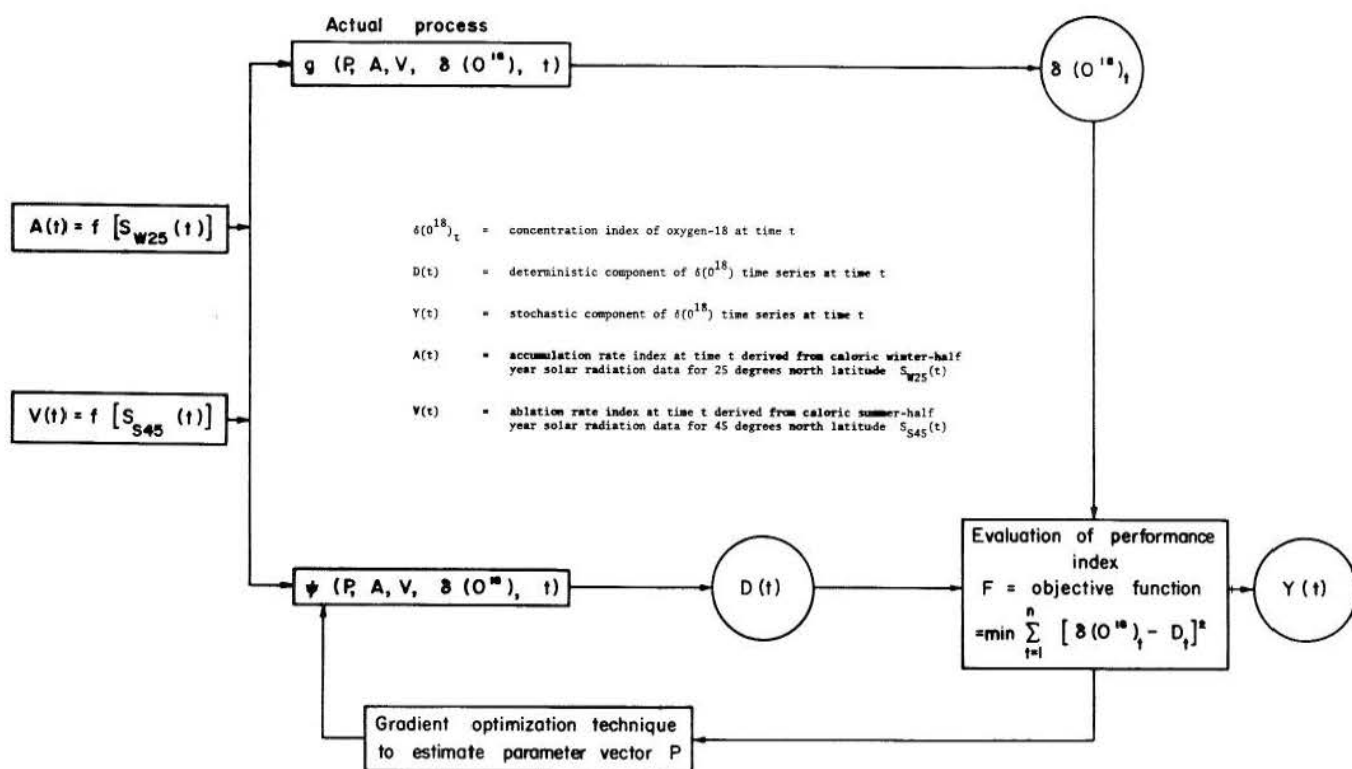 Actual process
g (P, A, V, δ (O¹⁸), t)
δ (O¹⁸)ₜ
A(t) = f [S_W25 (t)]
δ(O¹⁸)ₜ = concentration index of oxygen-18 at time t
D(t) = deterministic component of δ(O¹⁸) time series at time t
Y(t) = stochastic component of δ(O¹⁸) time series at time t
A(t) = accumulation rate index at time t derived from caloric winter-half
year solar radiation data for 25 degrees north latitude S_W25(t)
V(t) = f [S_S45 (t)]
V(t) = ablation rate index at time t derived from caloric summer-half
year solar radiation data for 45 degrees north latitude S_S45(t)
ψ (P, A, V, δ (O¹⁸), t)
D(t)
Evaluation of performance
index
F = objective function
=min ∑_{t=1}^{n} [δ(O¹⁸)ₜ - Dₜ]²
Y(t)
Gradient optimization technique
to estimate parameter vector P